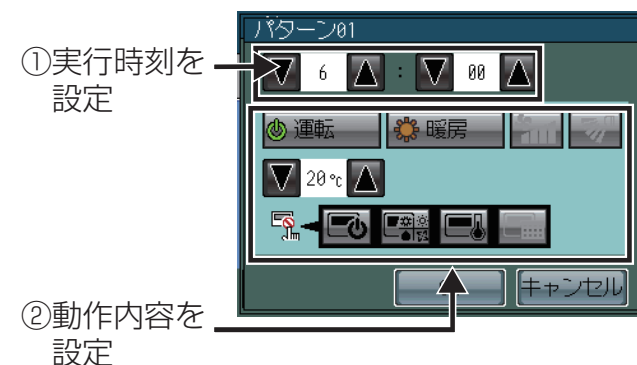 パターン01
①実行時刻を
設定
6 : 00
運転 暖房
20℃
キャンセル
②動作内容を
設定